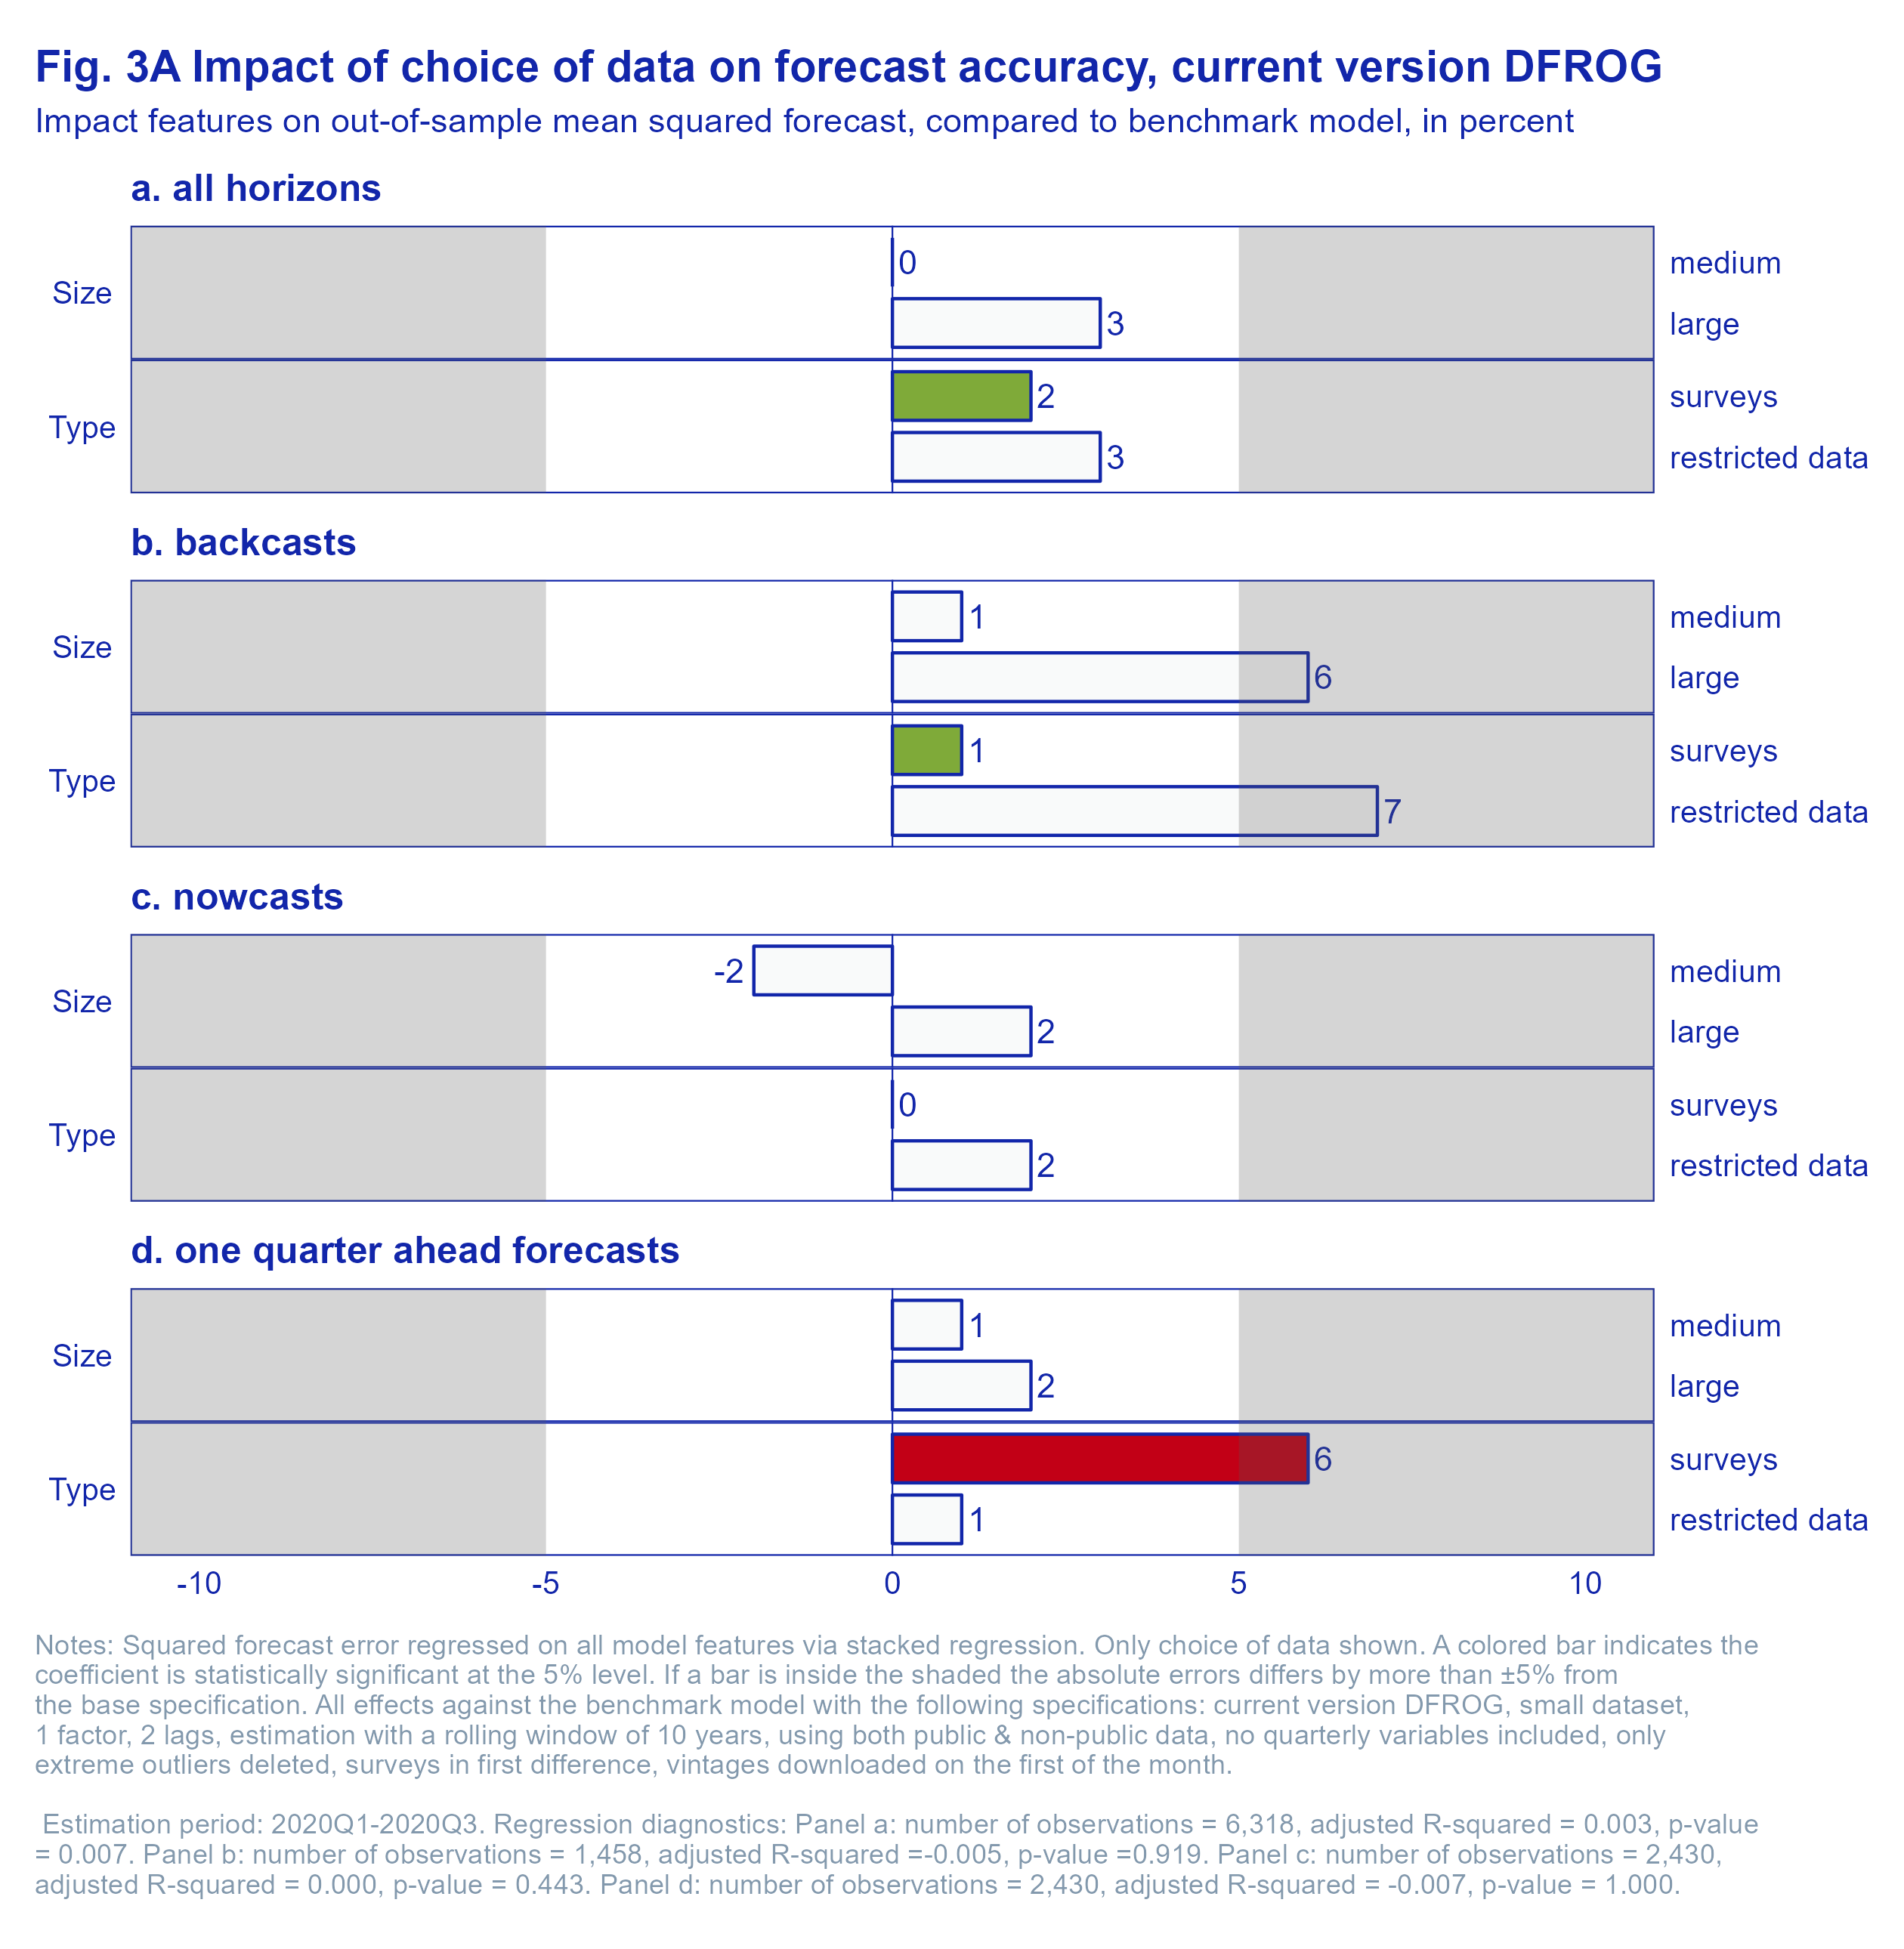 Fig. 3A Impact of choice of data on forecast accuracy, current version DFROG
Impact features on out-of-sample mean squared forecast, compared to benchmark model, in percent
a. all horizons
Size
0
medium
3
large
Type
2
surveys
3
restricted data
b. backcasts
Size
1
medium
6
large
Type
1
surveys
7
restricted data
c. nowcasts
Size
-2
medium
2
large
Type
0
surveys
2
restricted data
d. one quarter ahead forecasts
Size
1
medium
2
large
Type
6
surveys
1
restricted data
-10 -5 0 5 10
Notes: Squared forecast error regressed on all model features via stacked regression. Only choice of data shown. A colored bar indicates the
coefficient is statistically significant at the 5% level. If a bar is inside the shaded the absolute errors differs by more than ±5% from
the base specification. All effects against the benchmark model with the following specifications: current version DFROG, small dataset,
1 factor, 2 lags, estimation with a rolling window of 10 years, using both public & non-public data, no quarterly variables included, only
extreme outliers deleted, surveys in first difference, vintages downloaded on the first of the month.
Estimation period: 2020Q1-2020Q3. Regression diagnostics: Panel a: number of observations = 6,318, adjusted R-squared = 0.003, p-value
= 0.007. Panel b: number of observations = 1,458, adjusted R-squared =-0.005, p-value =0.919. Panel c: number of observations = 2,430,
adjusted R-squared = 0.000, p-value = 0.443. Panel d: number of observations = 2,430, adjusted R-squared = -0.007, p-value = 1.000.